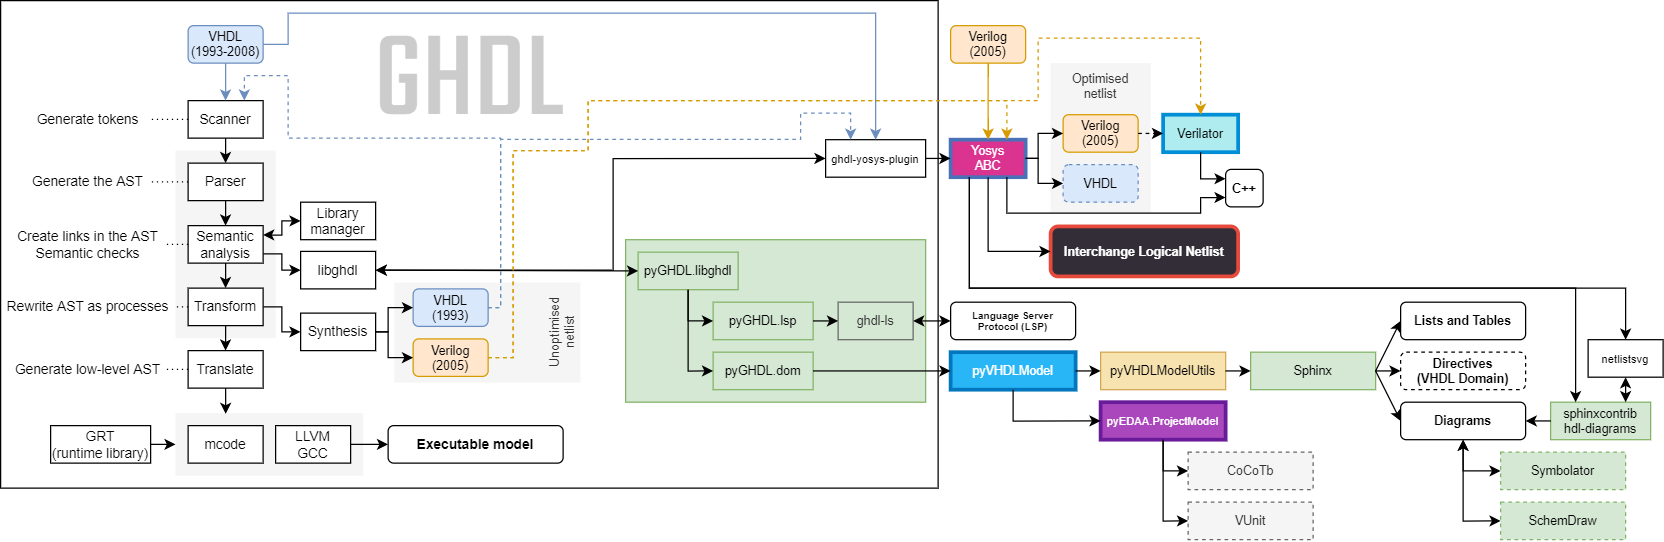 GHDL
VHDL
(1993-2008)
Generate tokens
Scanner
Generate the AST
Parser
Create links in the AST
Semantic checks
Semantic
analysis
Library
manager
libghdl
Rewrite AST as processes
Transform
Synthesis
VHDL
(1993)
Verilog
(2005)
Unoptimised
netlist
Generate low-level AST
Translate
GRT
(runtime library)
mcode
LLVM
GCC
Executable model
ghdl-yosys-plugin
pyGHDL.libghdl
pyGHDL.lsp
ghdl-ls
pyGHDL.dom
Verilog
(2005)
Yosys
ABC
Optimised
netlist
Verilog
(2005)
VHDL
Verilator
C++
Interchange Logical Netlist
Language Server
Protocol (LSP)
pyVHDLModel
pyVHDLModelUtils
Sphinx
pyEDAA.ProjectModel
CoCoTb
VUnit
Lists and Tables
Directives
(VHDL Domain)
Diagrams
netlistsvg
sphinxcontrib
hdl-diagrams
Symbolator
SchemDraw